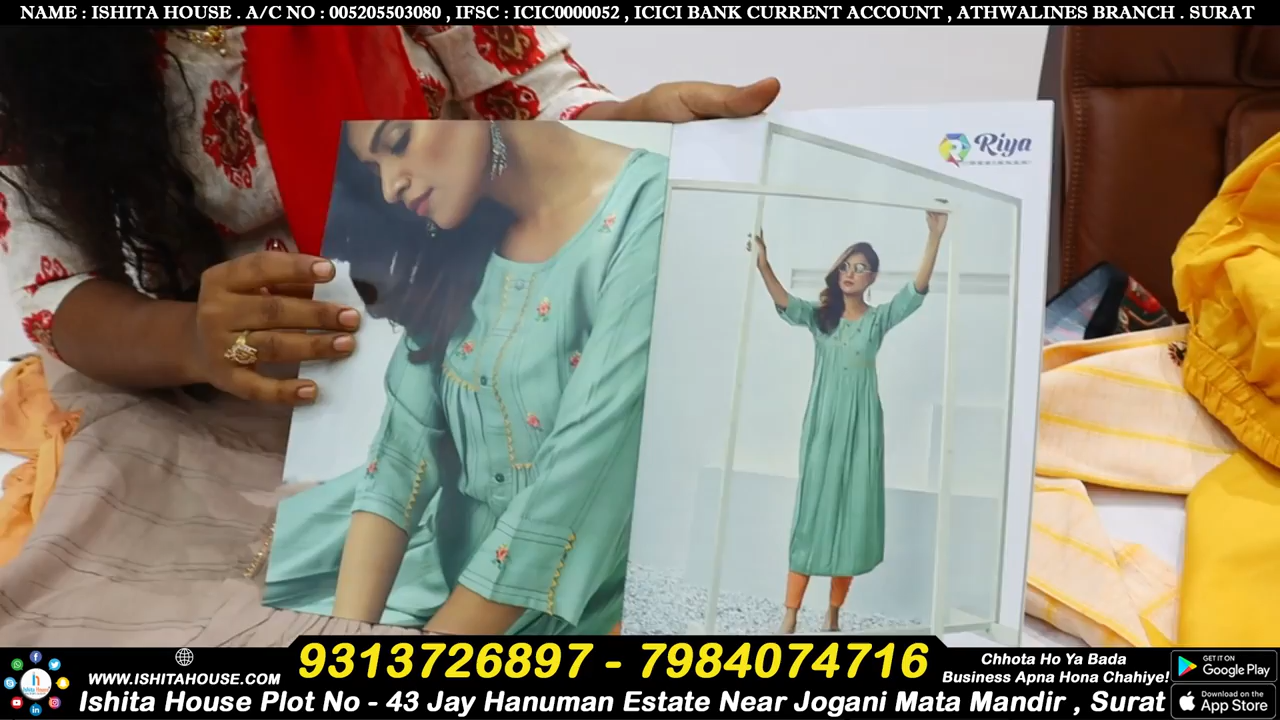 NAME : ISHITA HOUSE . A/C NO : 005205503080 , IFSC : ICIC0000052 , ICICI BANK CURRENT ACCOUNT , ATHWALINES BRANCH . SURAT
Riya
9313726897 - 7984074716
WWW.ISHITAHOUSE.COM
Chhota Ho Ya Bada
Business Apna Hona Chahiye!
Ishita House Plot No - 43 Jay Hanuman Estate Near Jogani Mata Mandir , Surat
GET IT ON
Google Play
Download on the
App Store